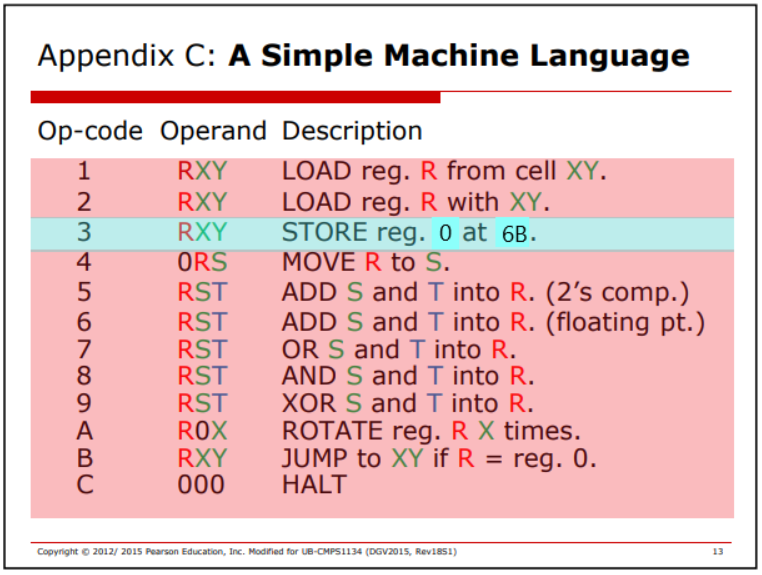 Appendix C: A Simple Machine Language
Op-code Operand Description
1 RXY LOAD reg. R from cell XY.
2 RXY LOAD reg. R with XY.
3 RXY STORE reg. 0 at 6B.
4 0RS MOVE R to S.
5 RST ADD S and T into R. (2's comp.)
6 RST ADD S and T into R. (floating pt.)
7 RST OR S and T into R.
8 RST AND S and T into R.
9 RST XOR S and T into R.
A R0X ROTATE reg. R X times.
B RXY JUMP to XY if R = reg. 0.
C 000 HALT
Copyright © 2012/ 2015 Pearson Education, Inc. Modified for UB-CMPS1134 (DGV2015, Rev18S1) 13